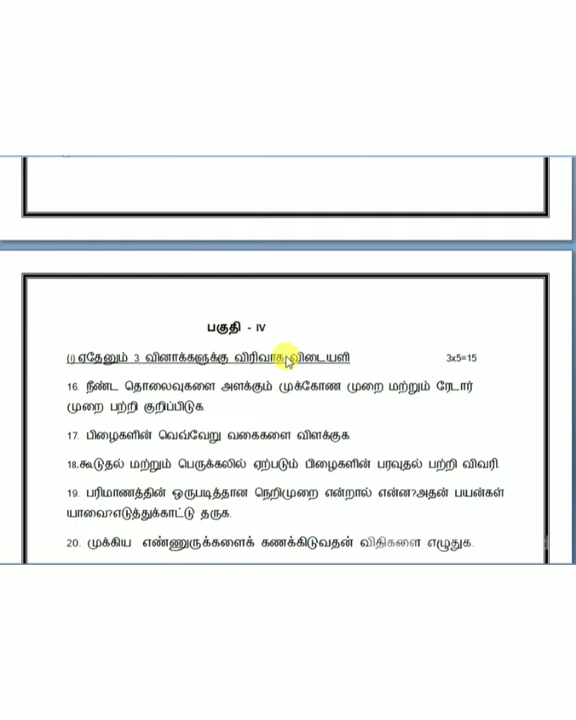 பகுதி - IV
(i) ஏதேனும் 3 வினாக்களுக்கு விரிவாக விடையளி 3x5=15
16. நீண்ட தொலைவுகளை அளக்கும் முக்கோண முறை மற்றும் ரேடார்
முறை பற்றி குறிப்பிடுக.
17. பிழைகளின் வெவ்வேறு வகைகளை விளக்குக.
18.கூடுதல் மற்றும் பெருக்கலில் ஏற்படும் பிழைகளின் பரவுதல் பற்றி விவரி.
19. பரிமாணத்தின் ஒருபடித்தான நெறிமுறை என்றால் என்ன?அதன் பயன்கள்
யாவை?எடுத்துக்காட்டு தருக.
20. முக்கிய எண்ணுருக்களைக் கணக்கிடுவதன் விதிகளை எழுதுக.